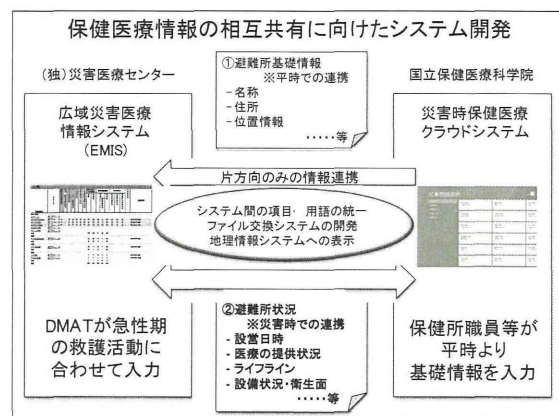 保健医療情報の相互共有に向けたシステム開発
(独)災害医療センター
広域災害医療
情報システム
(EMIS)
DMATが急性期
の救護活動に
合わせて入力
①避難所基礎情報
※平時での連携
-名称
-住所
-位置情報
・・・・・等
片方向のみの情報連携
システム間の項目・用語の統一
ファイル交換システムの開発
地理情報システムへの表示
②避難所状況
※災害時での連携
- 設営日時
- 医療の提供状況
- ライフライン
- 設備状況・衛生面
・・・・・等
国立保健医療科学院
災害時保健医療
クラウドシステム
保健所職員等が
平時より
基礎情報を入力